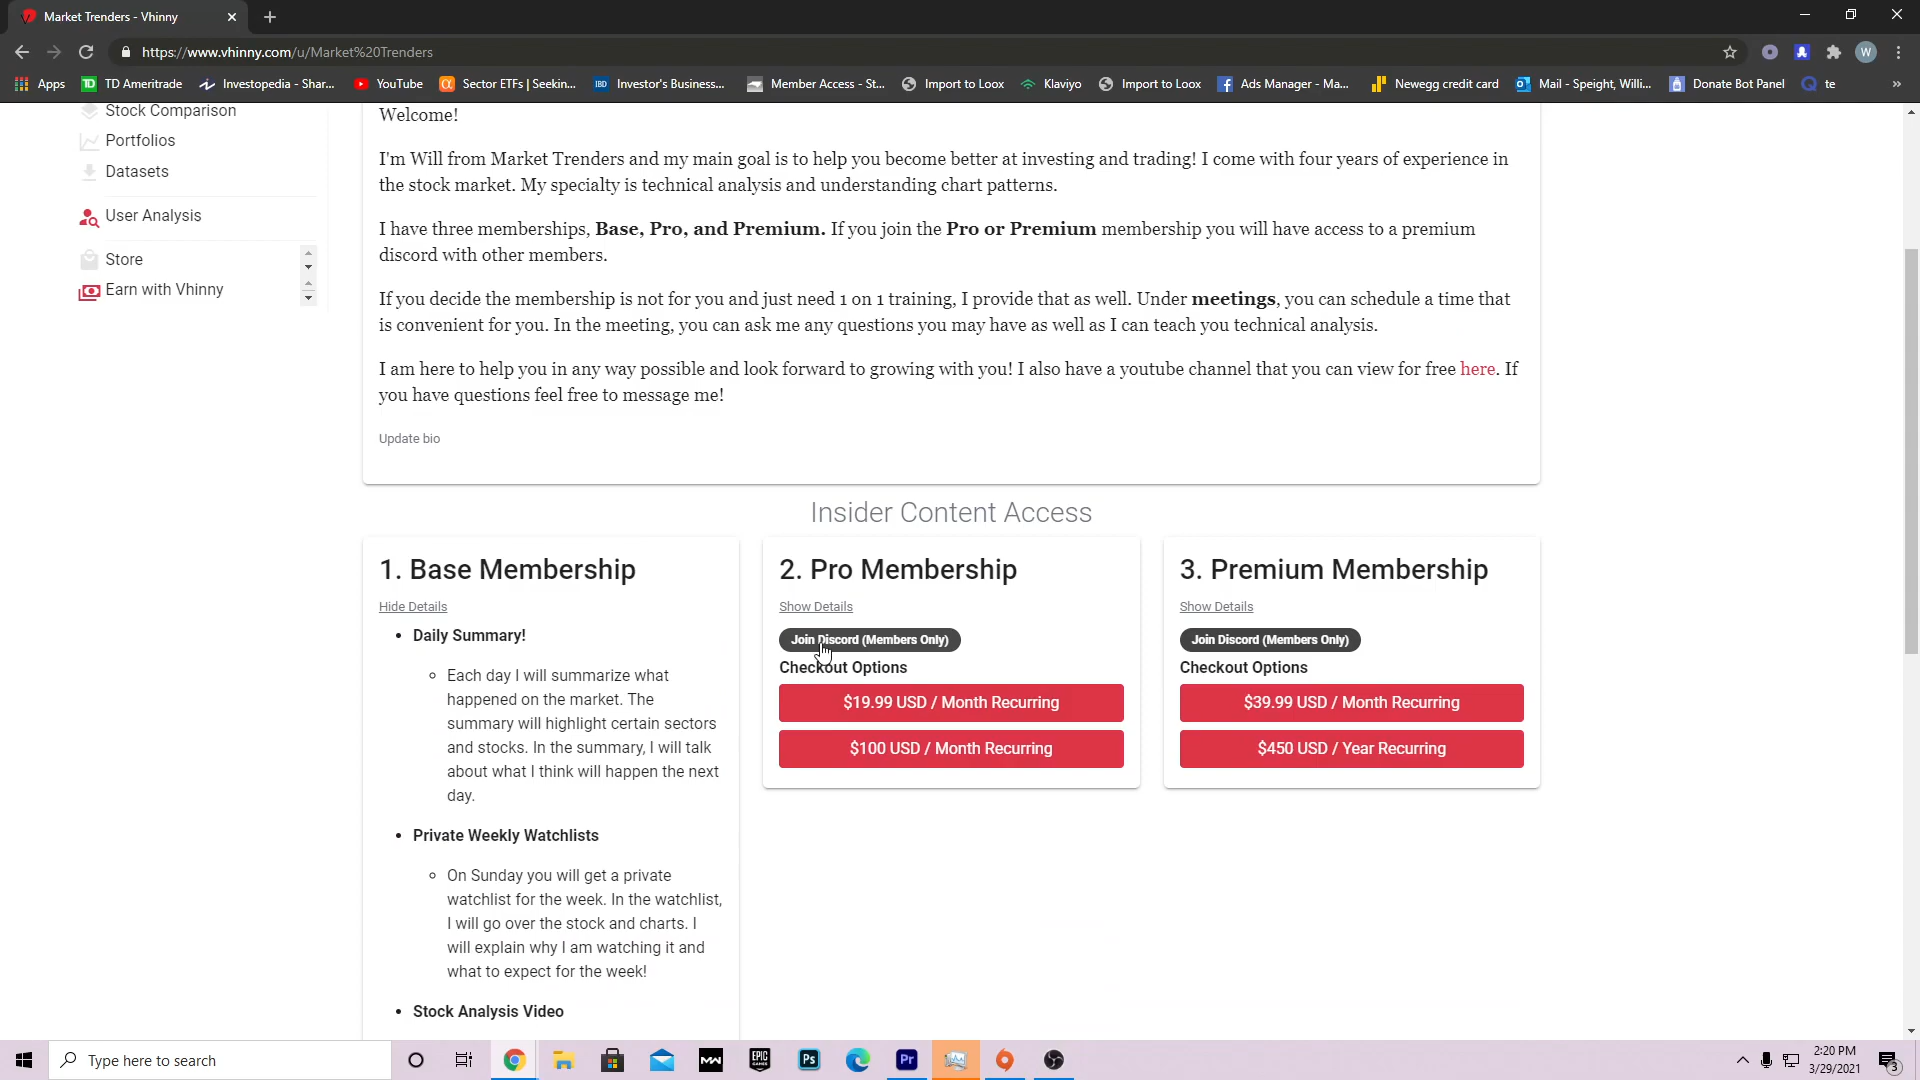 Market Trenders - Vhinny
https://www.vhinny.com/u/Market%20Trenders
W
Apps
TD Ameritrade
Investopedia - Shar...
YouTube
Sector ETFs | Seekin...
IBD
Investor's Business...
Member Access - St...
Import to Loox
Klaviyo
Import to Loox
Ads Manager - Ma...
Newegg credit card
Mail - Speight, Willi...
Donate Bot Panel
te
»
Stock Comparison
Portfolios
Datasets
User Analysis
Store
Earn with Vhinny
Welcome!
I'm Will from Market Trenders and my main goal is to help you become better at investing and trading! I come with four years of experience in
the stock market. My specialty is technical analysis and understanding chart patterns.
I have three memberships, Base, Pro, and Premium. If you join the Pro or Premium membership you will have access to a premium
discord with other members.
If you decide the membership is not for you and just need 1 on 1 training, I provide that as well. Under meetings, you can schedule a time that
is convenient for you. In the meeting, you can ask me any questions you may have as well as I can teach you technical analysis.
I am here to help you in any way possible and look forward to growing with you! I also have a youtube channel that you can view for free here. If
you have questions feel free to message me!
Update bio
Insider Content Access
1. Base Membership
Hide Details
• Daily Summary!
Each day I will summarize what
happened on the market. The
summary will highlight certain sectors
and stocks. In the summary, I will talk
about what I think will happen the next
day.
• Private Weekly Watchlists
On Sunday you will get a private
watchlist for the week. In the watchlist,
I will go over the stock and charts. I
will explain why I am watching it and
what to expect for the week!
• Stock Analysis Video
2. Pro Membership
Show Details
Join Discord (Members Only)
Checkout Options
$19.99 USD / Month Recurring
$100 USD / Month Recurring
3. Premium Membership
Show Details
Join Discord (Members Only)
Checkout Options
$39.99 USD / Month Recurring
$450 USD / Year Recurring
Type here to search
MW
EPIC GAMES
Ps
Pr
2:20 PM
3/29/2021
3